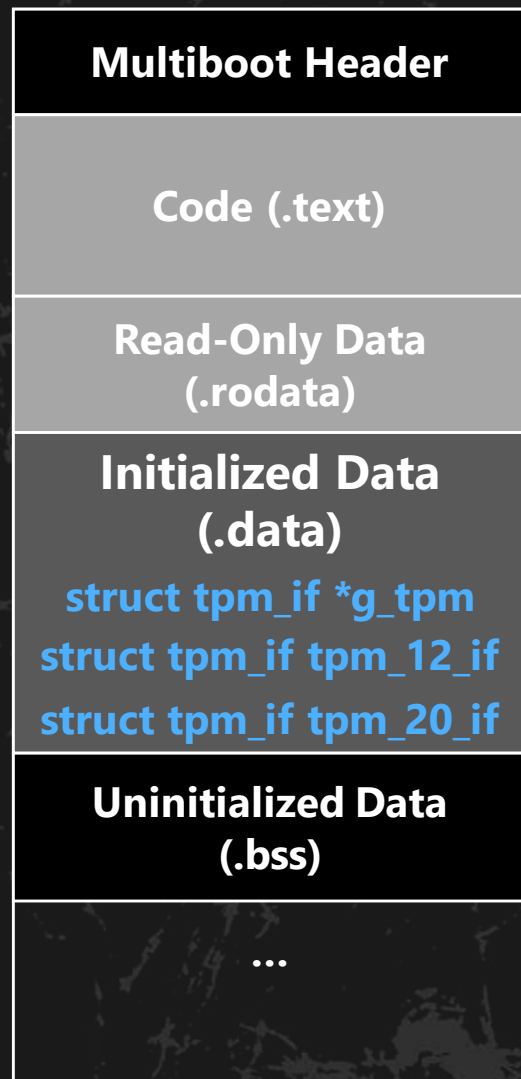 Multiboot Header
Code (.text)
Read-Only Data
(.rodata)
Initialized Data
(.data)
struct tpm_if *g_tpm
struct tpm_if tpm_12_if
struct tpm_if tpm_20_if
Uninitialized Data
(.bss)
...